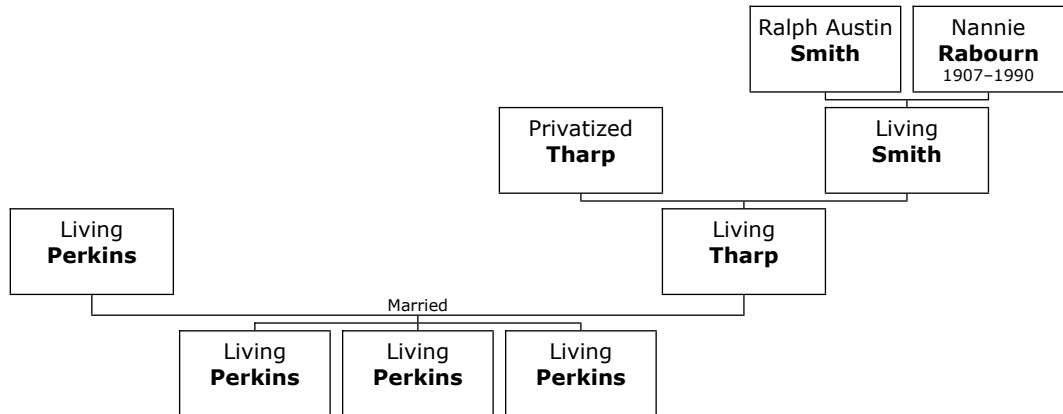 Ralph Austin
Smith
Nannie
Rabourn
1907–1990
Privatized
Tharp
Living
Smith
Living
Perkins
Living
Tharp
Married
Living
Perkins
Living
Perkins
Living
Perkins